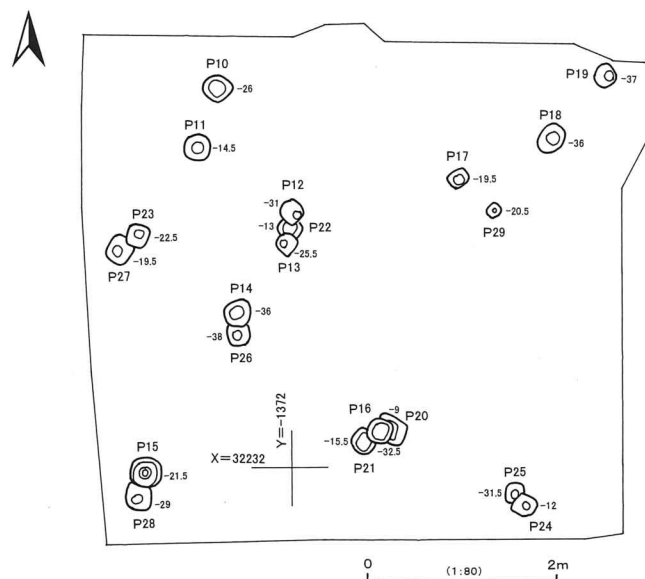 P10
-26
P19
-37
P11
-14.5
P18
-36
P17
-19.5
P12
-31
-13
P22
-20.5
P29
P23
-22.5
P13
-25.5
-19.5
P27
P14
-36
-38
P26
P16
-9
P20
Y=-1372
X=32232
-15.5
-32.5
P21
P15
-21.5
-29
P28
P25
-31.5
-12
P24
0
(1:80)
2m